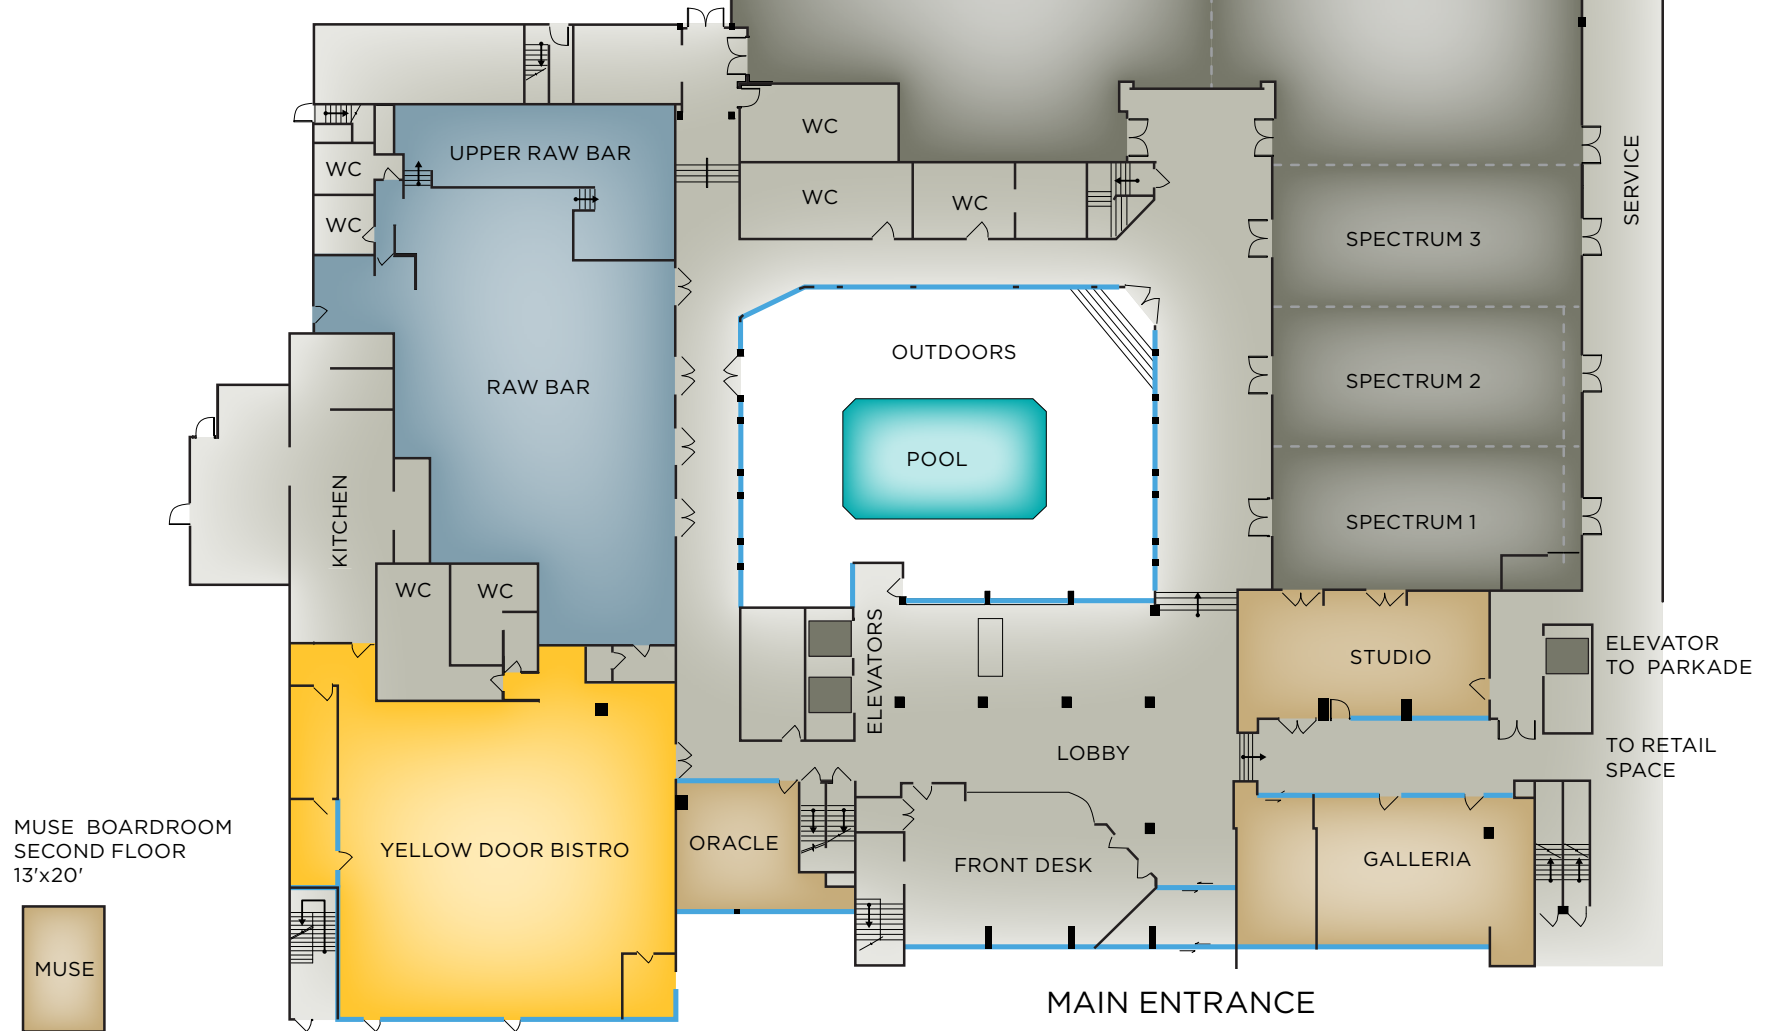 WC
UPPER RAW BAR
WC
WC
WC
WC
SERVICE
SPECTRUM 3
OUTDOORS
RAW BAR
SPECTRUM 2
POOL
KITCHEN
SPECTRUM 1
WC
WC
ELEVATORS
STUDIO
ELEVATOR
TO PARKADE
LOBBY
TO RETAIL
SPACE
MUSE BOARDROOM
SECOND FLOOR
13'x20'
YELLOW DOOR BISTRO
ORACLE
FRONT DESK
GALLERIA
MUSE
MAIN ENTRANCE